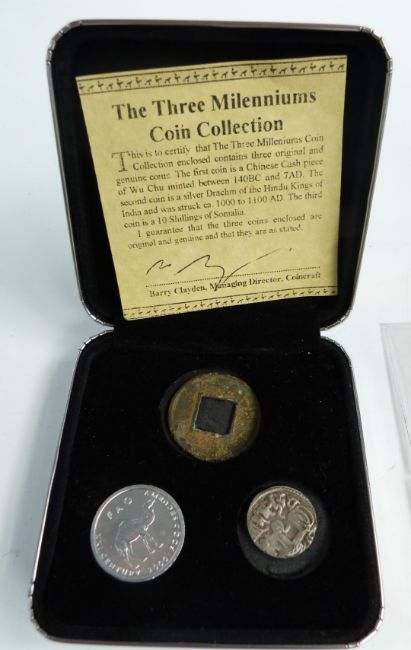 The Three Milenniums
Coin Collection
This is to certify that The Three Milleniums Coin
Collection enclosed contains three original and
genuine coins. The first coin is a Chinese Cash piece
of Wu Chu minted between 140BC and 7AD. The
second coin is a silver Drachm of the Hindu Kings of
India and was struck ca. 1000 to 1100 AD. The third
coin is a 10 Shillings of Somalia.
I guarantee that the three coins enclosed are
original and genuine and that they are as stated.
Barry Clayden, Managing Director, Coincraft
FAO
CENTURY 2000